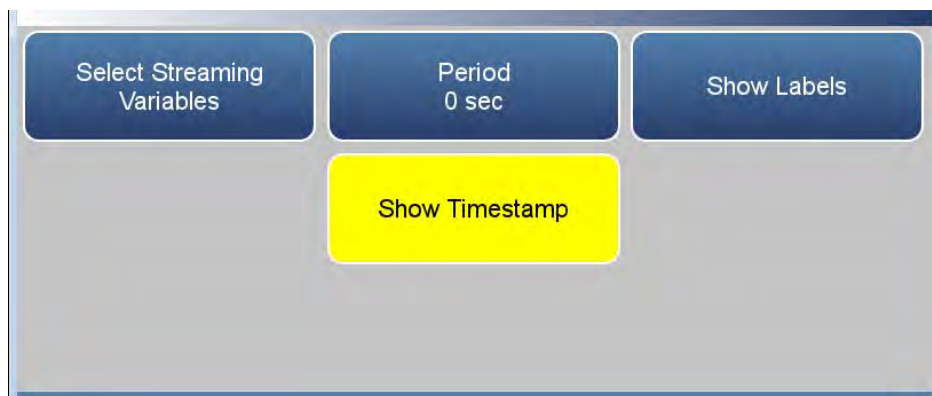 Select Streaming
Variables
Period
0 sec
Show Labels
Show Timestamp